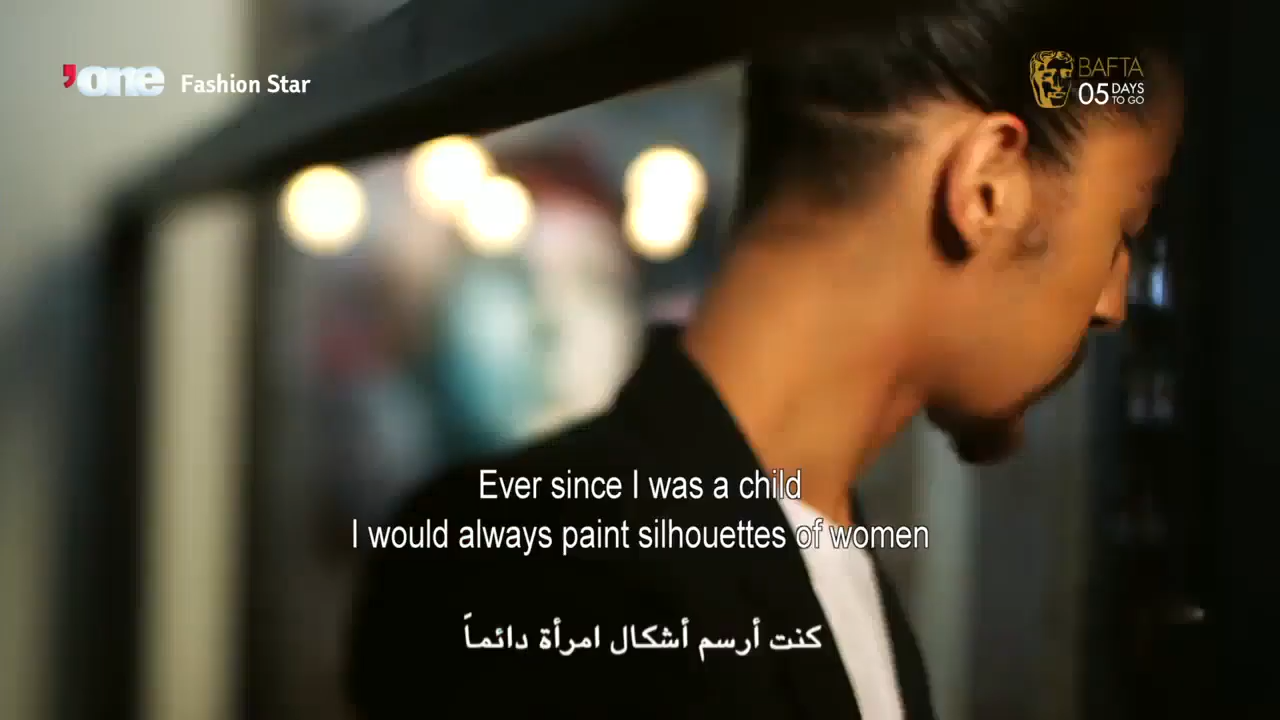 'one
Fashion Star
BAFTA
05 DAYS
TO GO
Ever since I was a child
I would always paint silhouettes of women
كنت أرسم أشكال امرأة دائماً